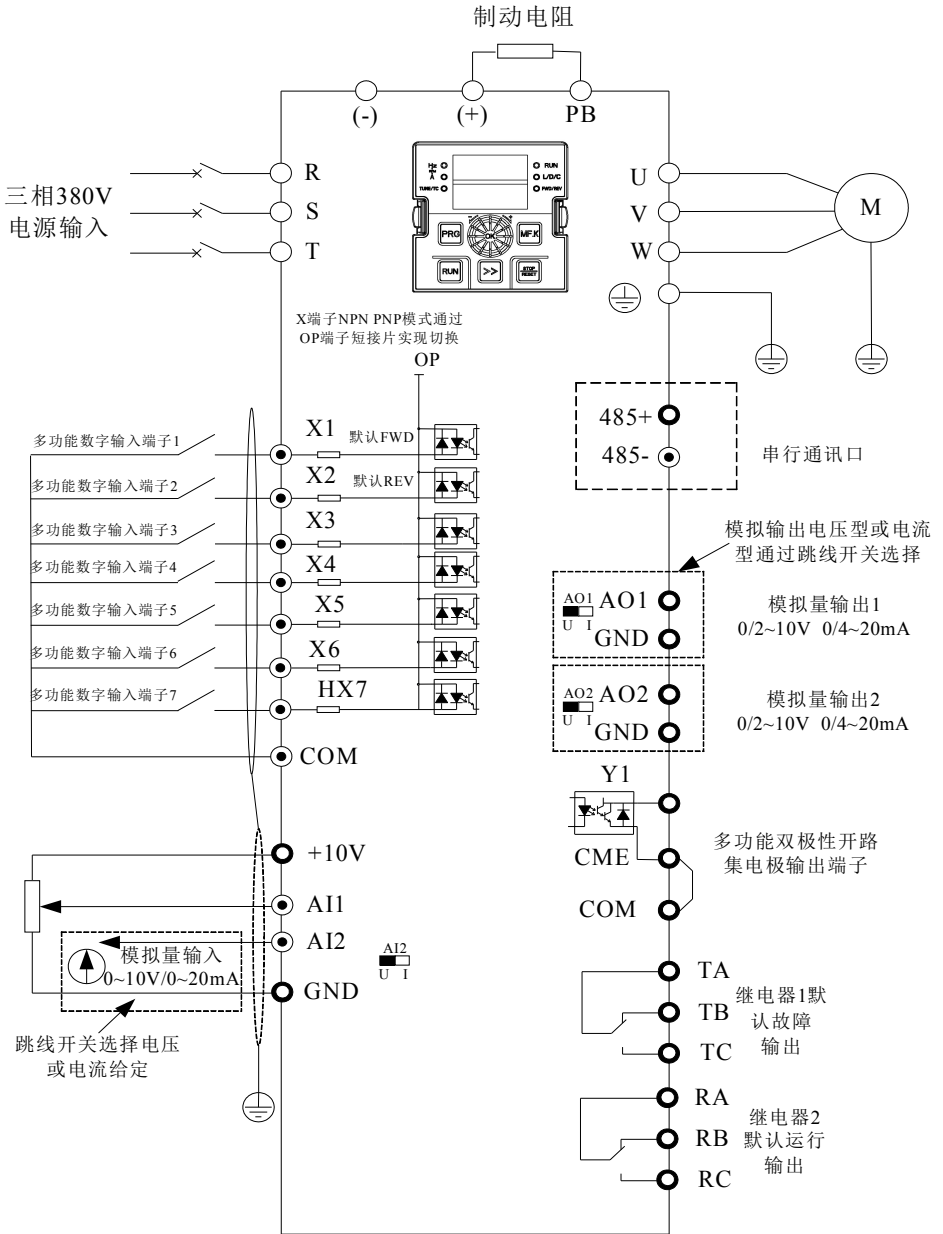 制动电阻
(-)
(+)
PB
三相380V
电源输入
R
S
T
Hz
A
TUNE/TC
RUN
L/D/C
FWD/REV
PRG
OK
MF.K
RUN
>>
STOP
RESET
U
V
W
M
X端子NPN PNP模式通过
OP端子短接片实现切换
OP
多功能数字输入端子1
X1
默认FWD
多功能数字输入端子2
X2
默认REV
多功能数字输入端子3
X3
多功能数字输入端子4
X4
多功能数字输入端子5
X5
多功能数字输入端子6
X6
多功能数字输入端子7
HX7
COM
485+
485-
串行通讯口
模拟输出电压型或电流
型通过跳线开关选择
AO1
U I
AO1
GND
模拟量输出1
0/2~10V 0/4~20mA
AO2
U I
AO2
GND
模拟量输出2
0/2~10V 0/4~20mA
Y1
CME
COM
多功能双极性开路
集电极输出端子
+10V
AI1
AI2
GND
AI2
U I
模拟量输入
0~10V/0~20mA
跳线开关选择电压
或电流给定
TA
TB
TC
继电器1默
认故障
输出
RA
RB
RC
继电器2
默认运行
输出